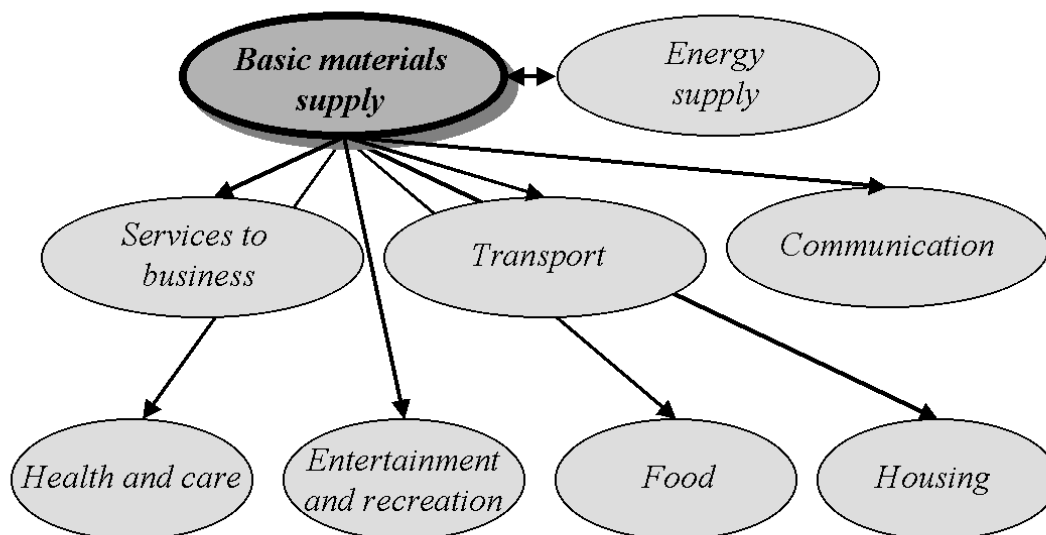 Basic materials
supply
Energy
supply
Services to
business
Transport
Communication
Health and care
Entertainment
and recreation
Food
Housing